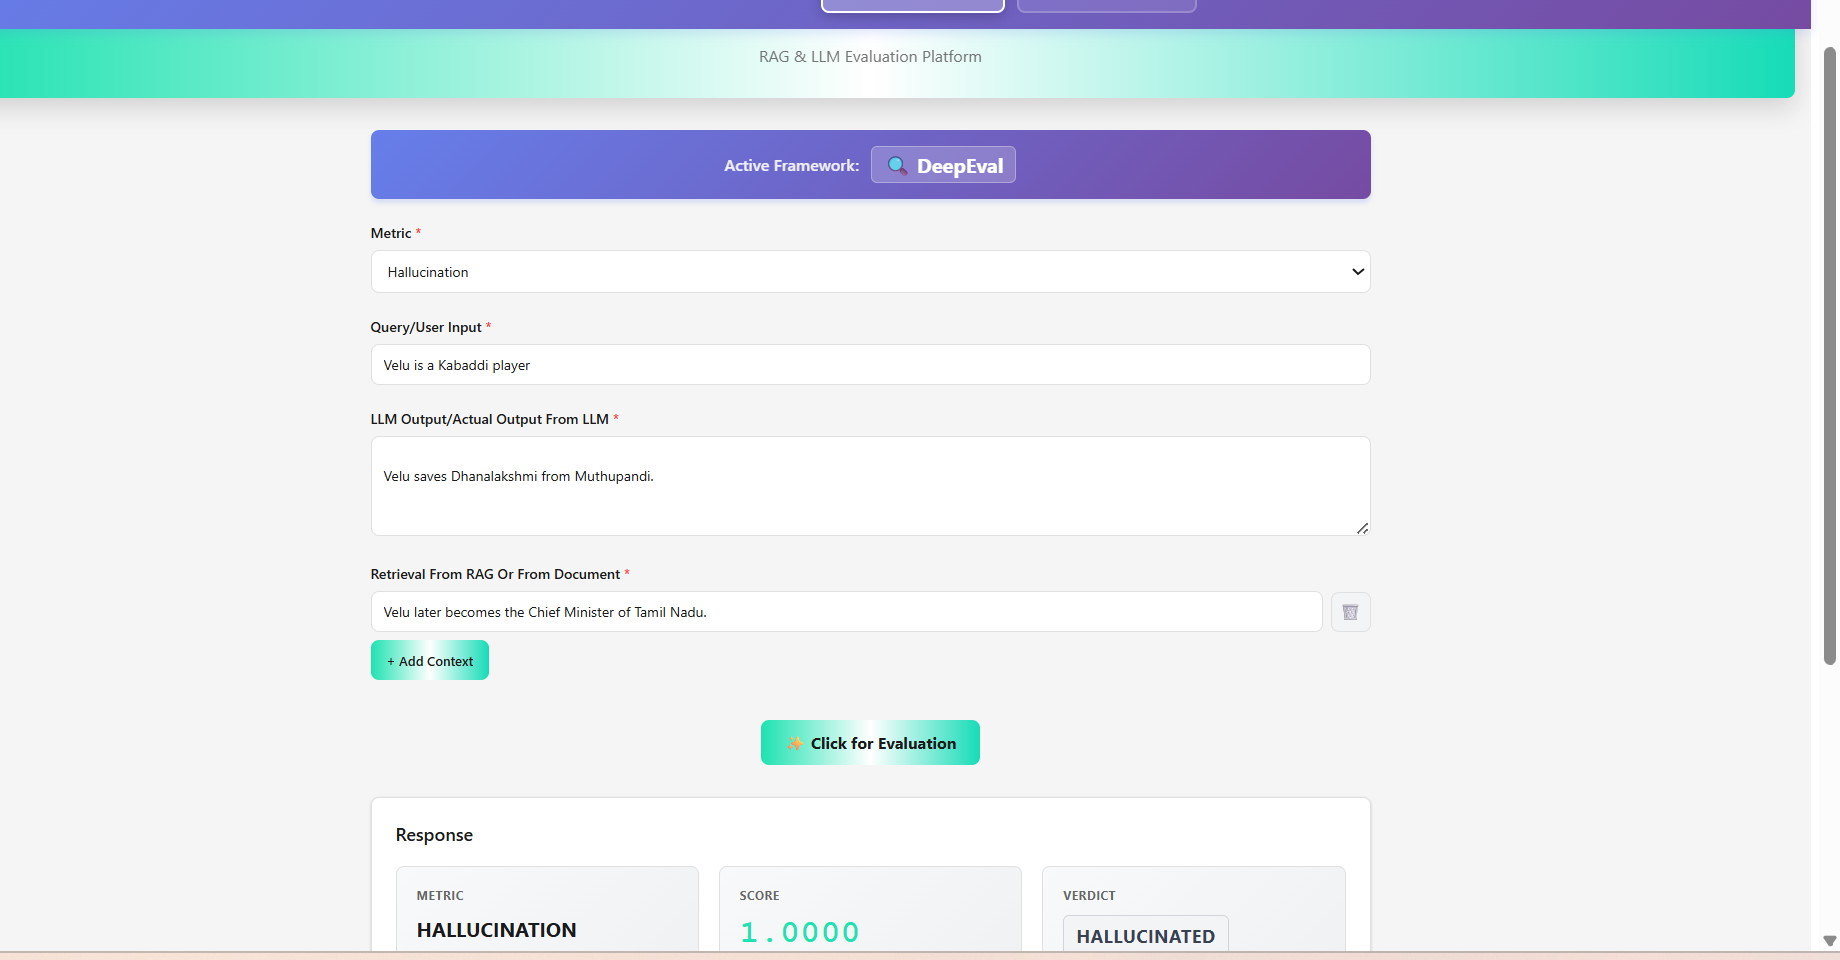 RAG & LLM Evaluation Platform
Active Framework: DeepEval
Metric *
Hallucination
Query/User Input *
Velu is a Kabaddi player
LLM Output/Actual Output From LLM *
Velu saves Dhanalakshmi from Muthupandi.
Retrieval From RAG Or From Document *
Velu later becomes the Chief Minister of Tamil Nadu.
+ Add Context
Click for Evaluation
Response
METRIC
HALLUCINATION
SCORE
1.0000
VERDICT
HALLUCINATED